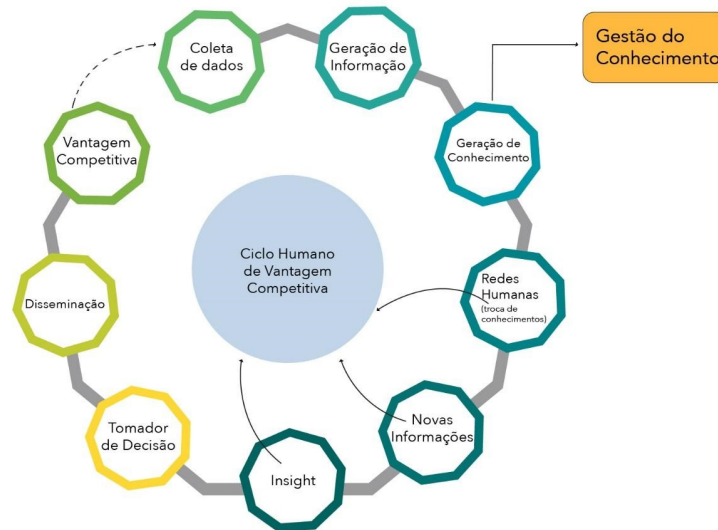 Coleta
de dados
Geração de
Informação
Gestão do
Conhecimento
Geração de
Conhecimento
Redes
Humanas
(troca de
conhecimentos)
Novas
Informações
Insight
Tomador
de Decisão
Disseminação
Vantagem
Competitiva
Ciclo Humano
de Vantagem
Competitiva